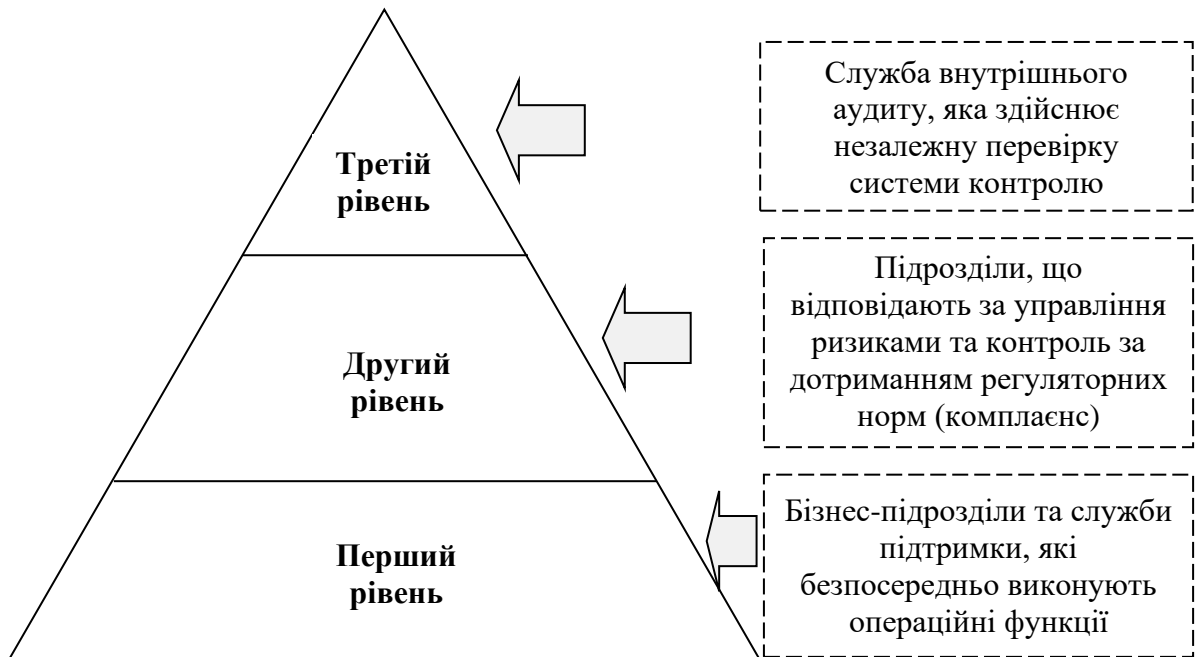 Третій
рівень
Служба внутрішнього
аудиту, яка здійснює
незалежну перевірку
системи контролю
Другий
рівень
Підрозділи, що
відповідають за управління
ризиками та контроль за
дотриманням регуляторних
норм (комплаєнс)
Перший
рівень
Бізнес-підрозділи та служби
підтримки, які
безпосередньо виконують
операційні функції